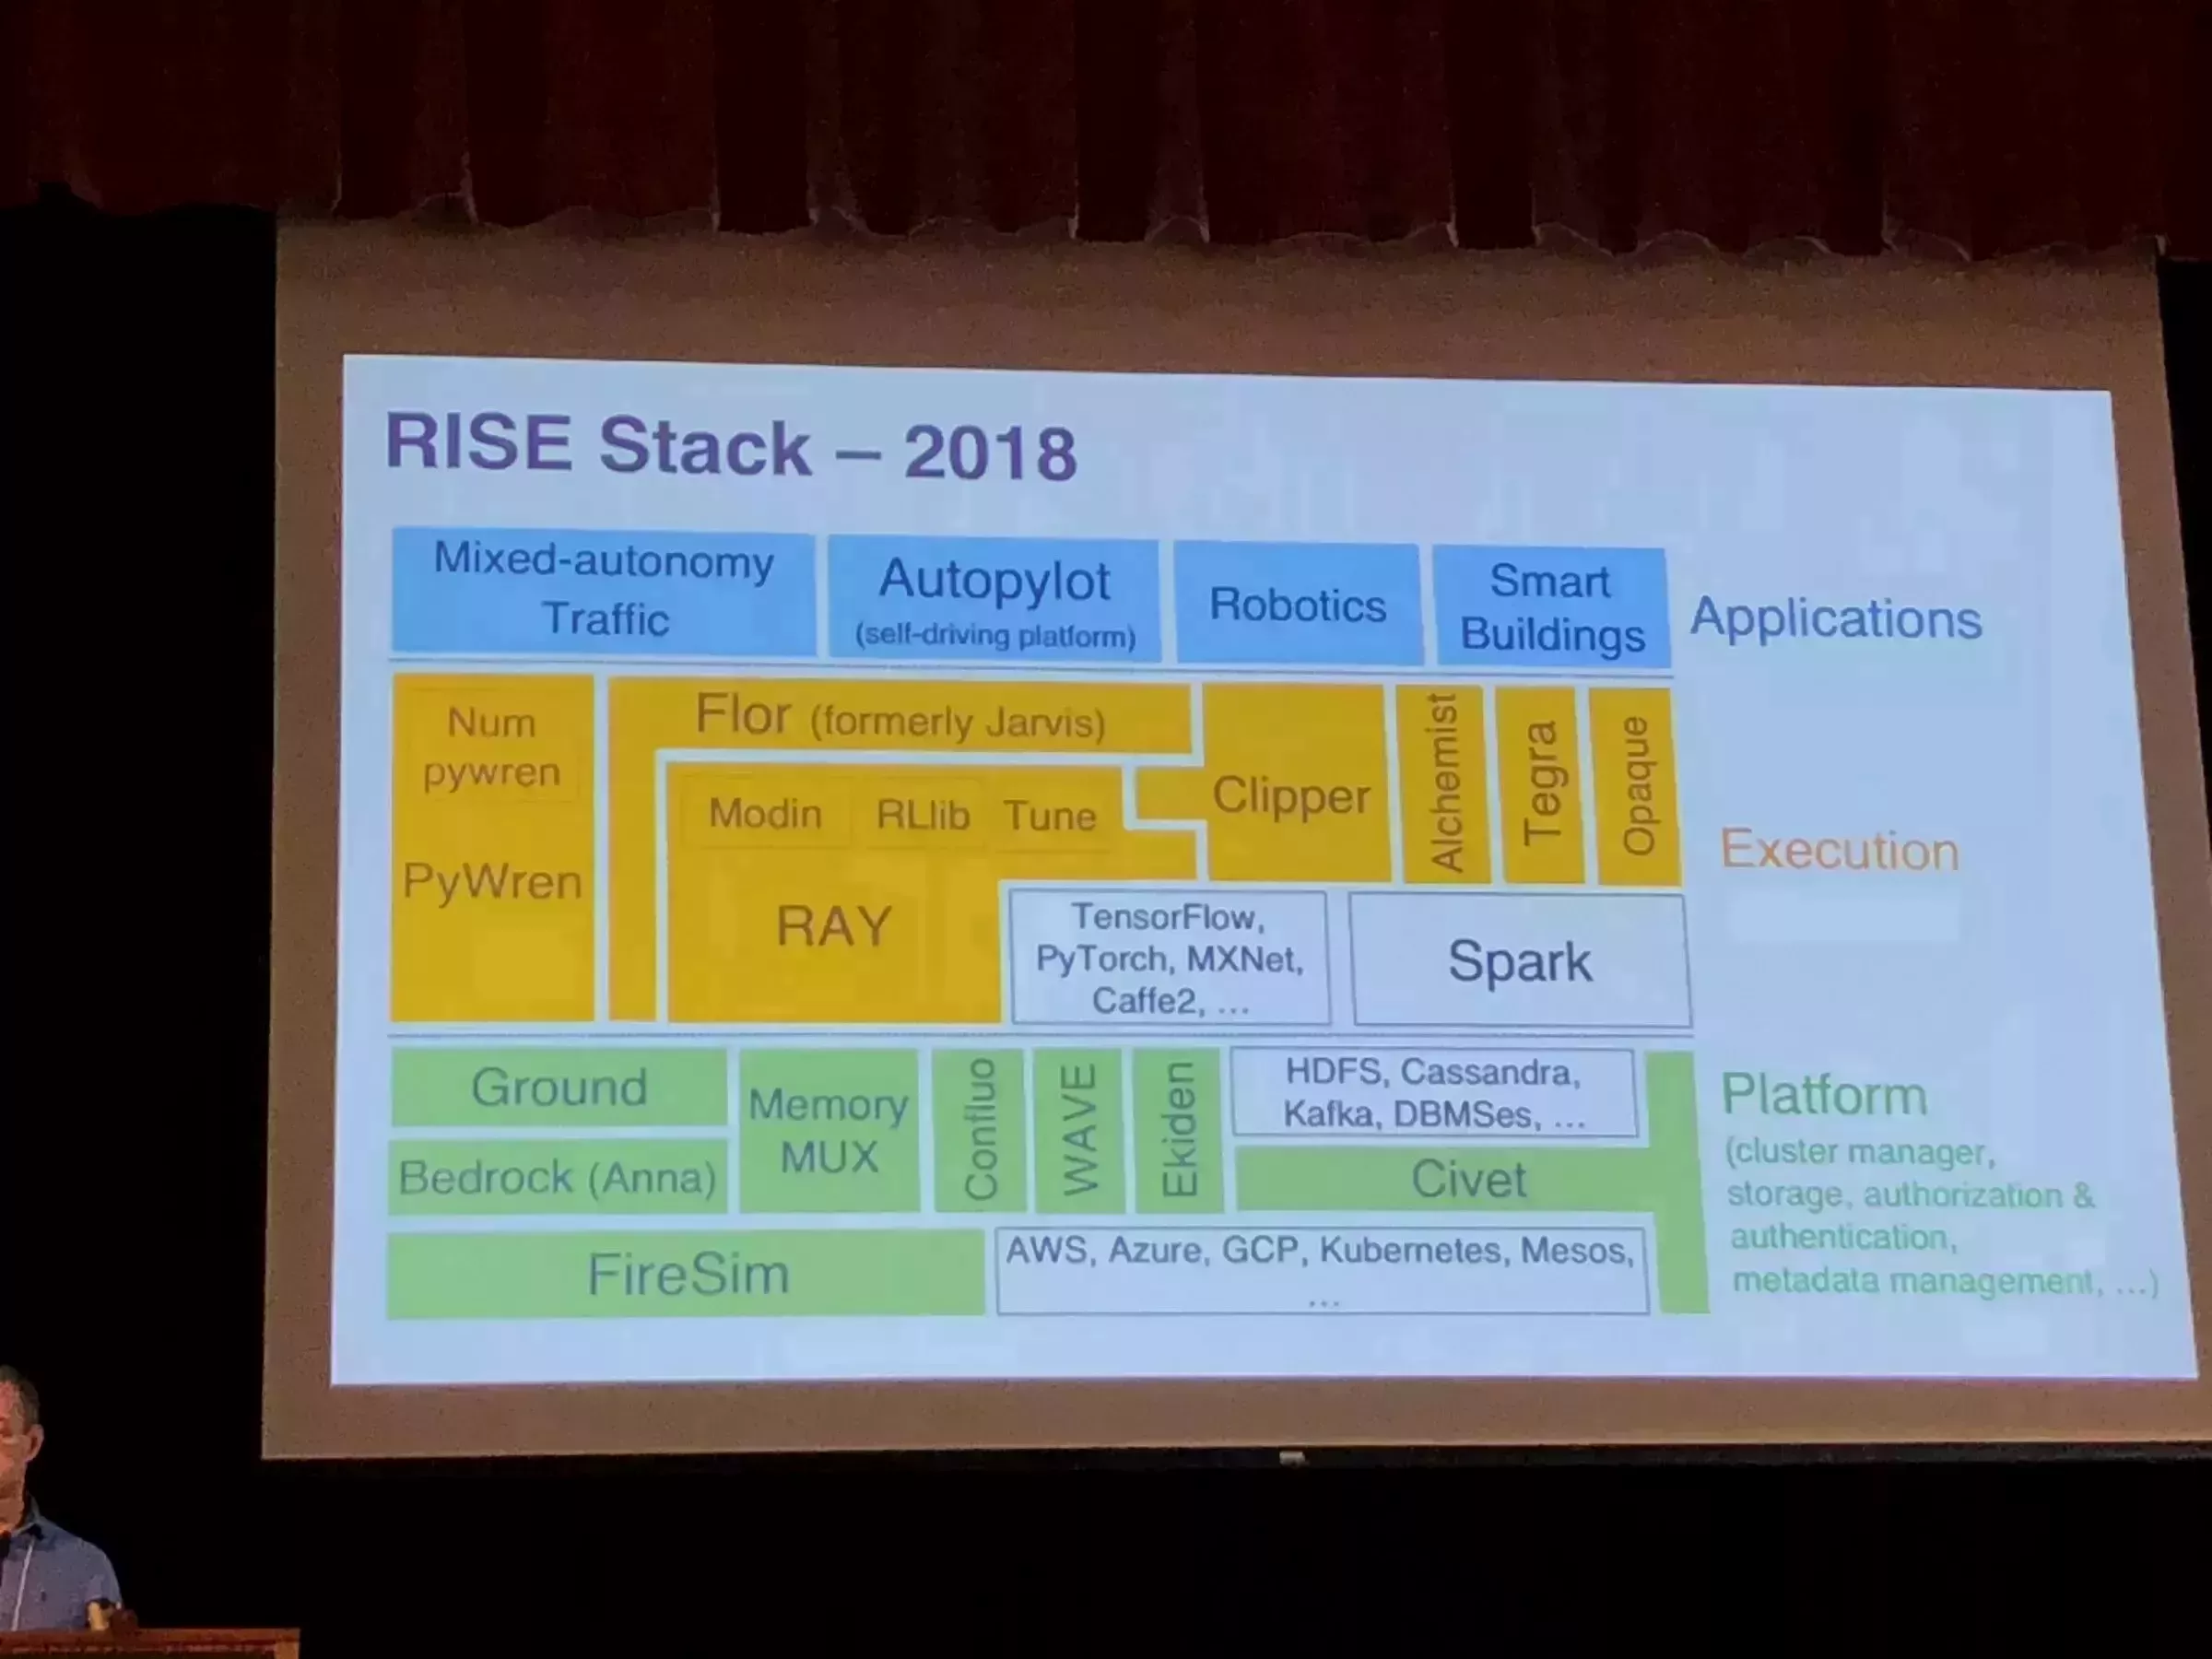 RISE Stack – 2018
Mixed-autonomy
Traffic
Autopylot
(self-driving platform)
Robotics
Smart
Buildings
Applications
Num
pywren
PyWren
Flor (formerly Jarvis)
Modin
RLlib
Tune
RAY
Clipper
Alchemist
Tegra
Opaque
TensorFlow,
PyTorch, MXNet,
Caffe2, ...
Spark
Execution
Ground
Bedrock (Anna)
Memory
MUX
Confluo
WAVE
Ekiden
HDFS, Cassandra,
Kafka, DBMSes, ...
Civet
FireSim
AWS, Azure, GCP, Kubernetes, Mesos,
...
Platform
(cluster manager,
storage, authorization &
authentication,
metadata management, ...)